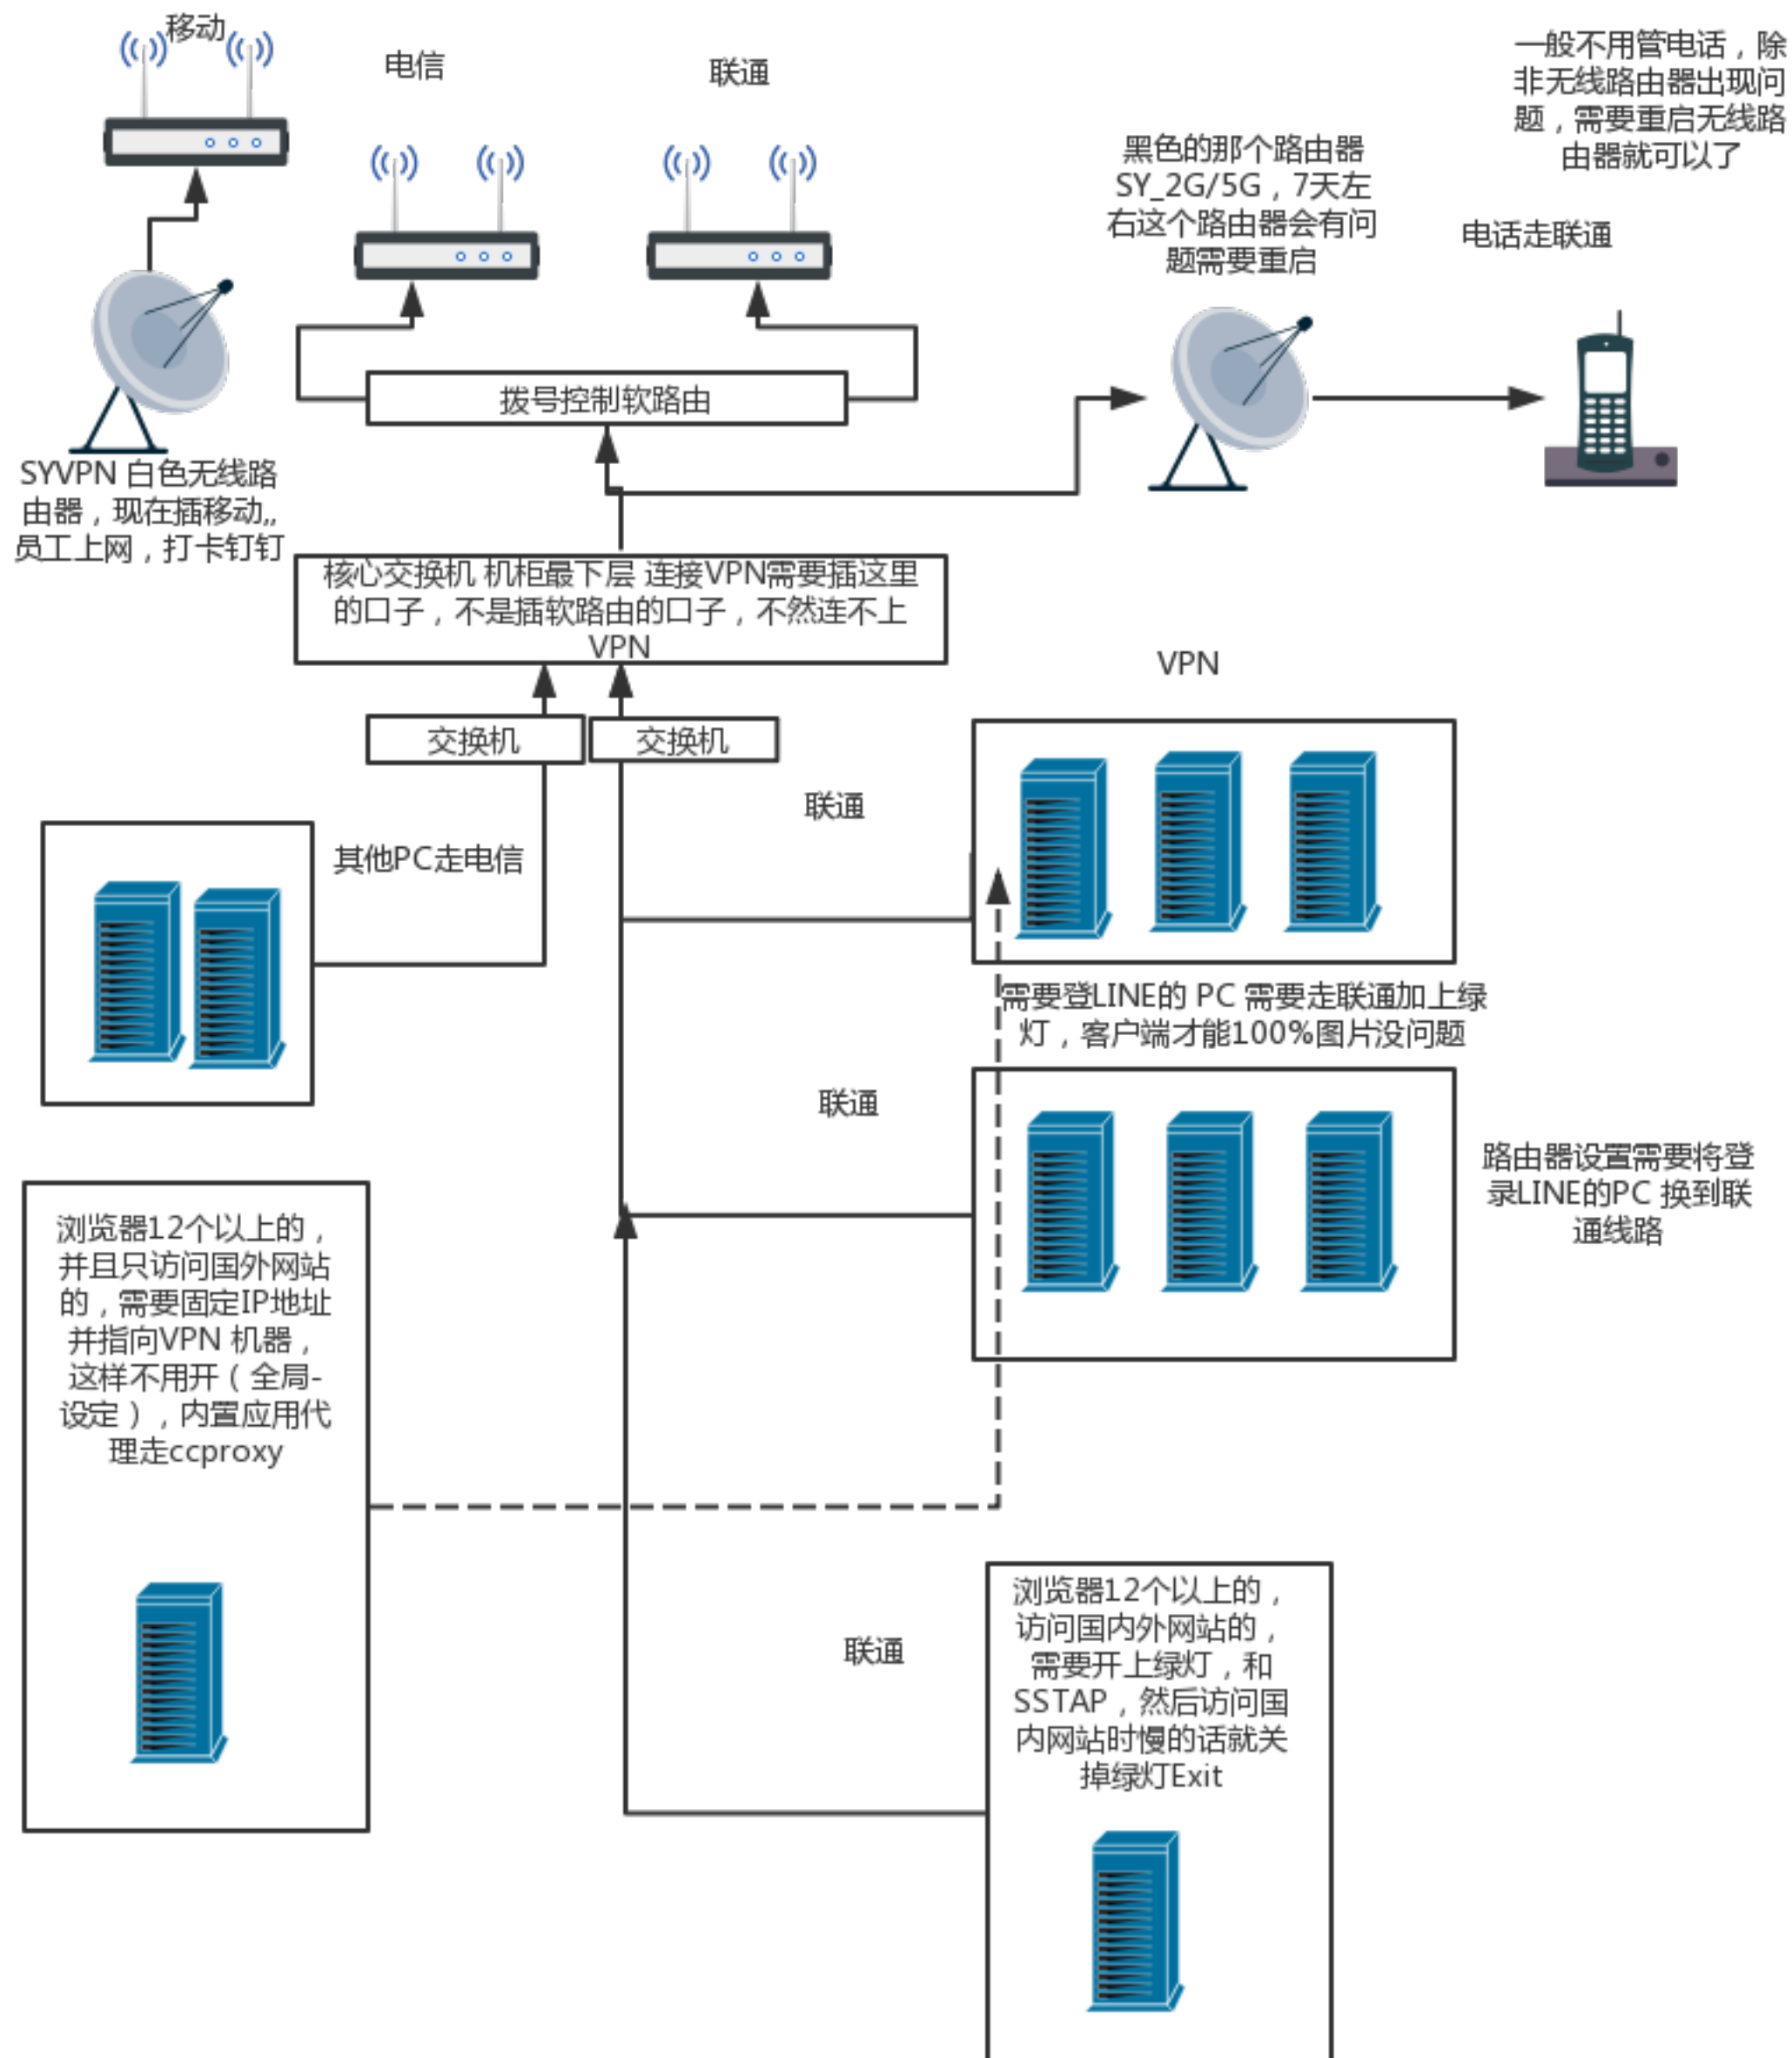 移动
电信
联通
一般不用管电话，除
非无线路由器出现问
题，需要重启无线路
由器就可以了
黑色的那个路由器
SY_2G/5G，7天左
右这个路由器会有问
题需要重启
电话走联通
拨号控制软路由
SYVPN 白色无线路
由器，现在插移动,,
员工上网，打卡钉钉
核心交换机 机柜最下层 连接VPN需要插这里
的口子，不是插软路由的口子，不然连不上
VPN
VPN
交换机
交换机
联通
其他PC走电信
需要登LINE的 PC 需要走联通加上绿
灯，客户端才能100%图片没问题
联通
路由器设置需要将登
录LINE的PC 换到联
通线路
浏览器12个以上的，
并且只访问国外网站
的，需要固定IP地址
并指向VPN 机器，
这样不用开（全局-
设定），内置应用代
理走ccproxy
浏览器12个以上的，
访问国内外网站的，
需要开上绿灯，和
SSTAP，然后访问国
内网站时慢的话就关
掉绿灯Exit
联通